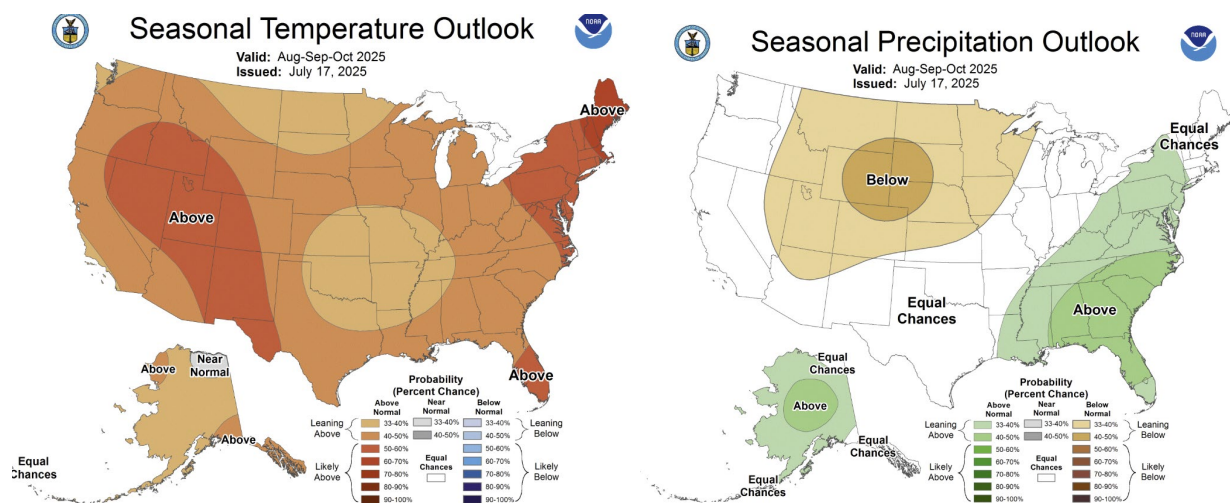 Seasonal Temperature Outlook
Valid: Aug-Sep-Oct 2025
Issued: July 17, 2025
NOAA
Above
Above
Above
Above
Near
Normal
Above
Equal
Chances
Probability
(Percent Chance)
Above
Normal
Near
Normal
Below
Normal
Leaning
Above
33-40%
33-40%
33-40%
Leaning
Below
40-50%
40-50%
40-50%
Likely
Above
50-60%
50-60%
Likely
Below
60-70%
60-70%
70-80%
70-80%
80-90%
80-90%
90-100%
90-100%
Equal
Chances
Seasonal Precipitation Outlook
Valid: Aug-Sep-Oct 2025
Issued: July 17, 2025
NOAA
Equal
Chances
Below
Equal
Chances
Above
Equal
Chances
Above
Equal
Chances
Equal
Chances
Probability
(Percent Chance)
Above
Normal
Near
Normal
Below
Normal
Leaning
Above
33-40%
33-40%
33-40%
Leaning
Below
40-50%
40-50%
40-50%
Likely
Above
50-60%
50-60%
Likely
Below
60-70%
60-70%
70-80%
70-80%
80-90%
80-90%
90-100%
90-100%
Equal
Chances